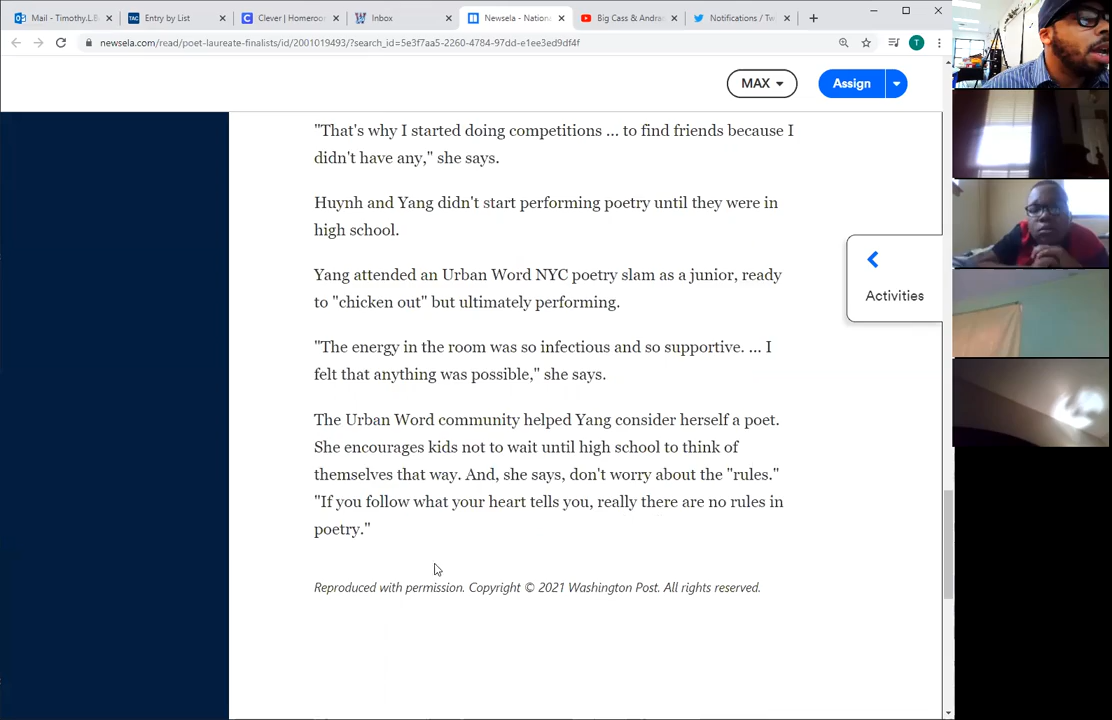 Mail - Timothy.L.B
Entry by List
Clever | Homeroo
Inbox
Newsela - Nation
Big Cass & Andra
Notifications / Tw
newsela.com/read/poet-laureate-finalists/id/2001019493/?search_id=5e3f7aa5-2260-4784-97dd-e1ee3ed9df4f
T
MAX
Assign
"That's why I started doing competitions ... to find friends because I
didn't have any," she says.
Huynh and Yang didn't start performing poetry until they were in
high school.
Yang attended an Urban Word NYC poetry slam as a junior, ready
to "chicken out" but ultimately performing.
"The energy in the room was so infectious and so supportive. ... I
felt that anything was possible," she says.
The Urban Word community helped Yang consider herself a poet.
She encourages kids not to wait until high school to think of
themselves that way. And, she says, don't worry about the "rules."
"If you follow what your heart tells you, really there are no rules in
poetry."
Reproduced with permission. Copyright © 2021 Washington Post. All rights reserved.
Activities